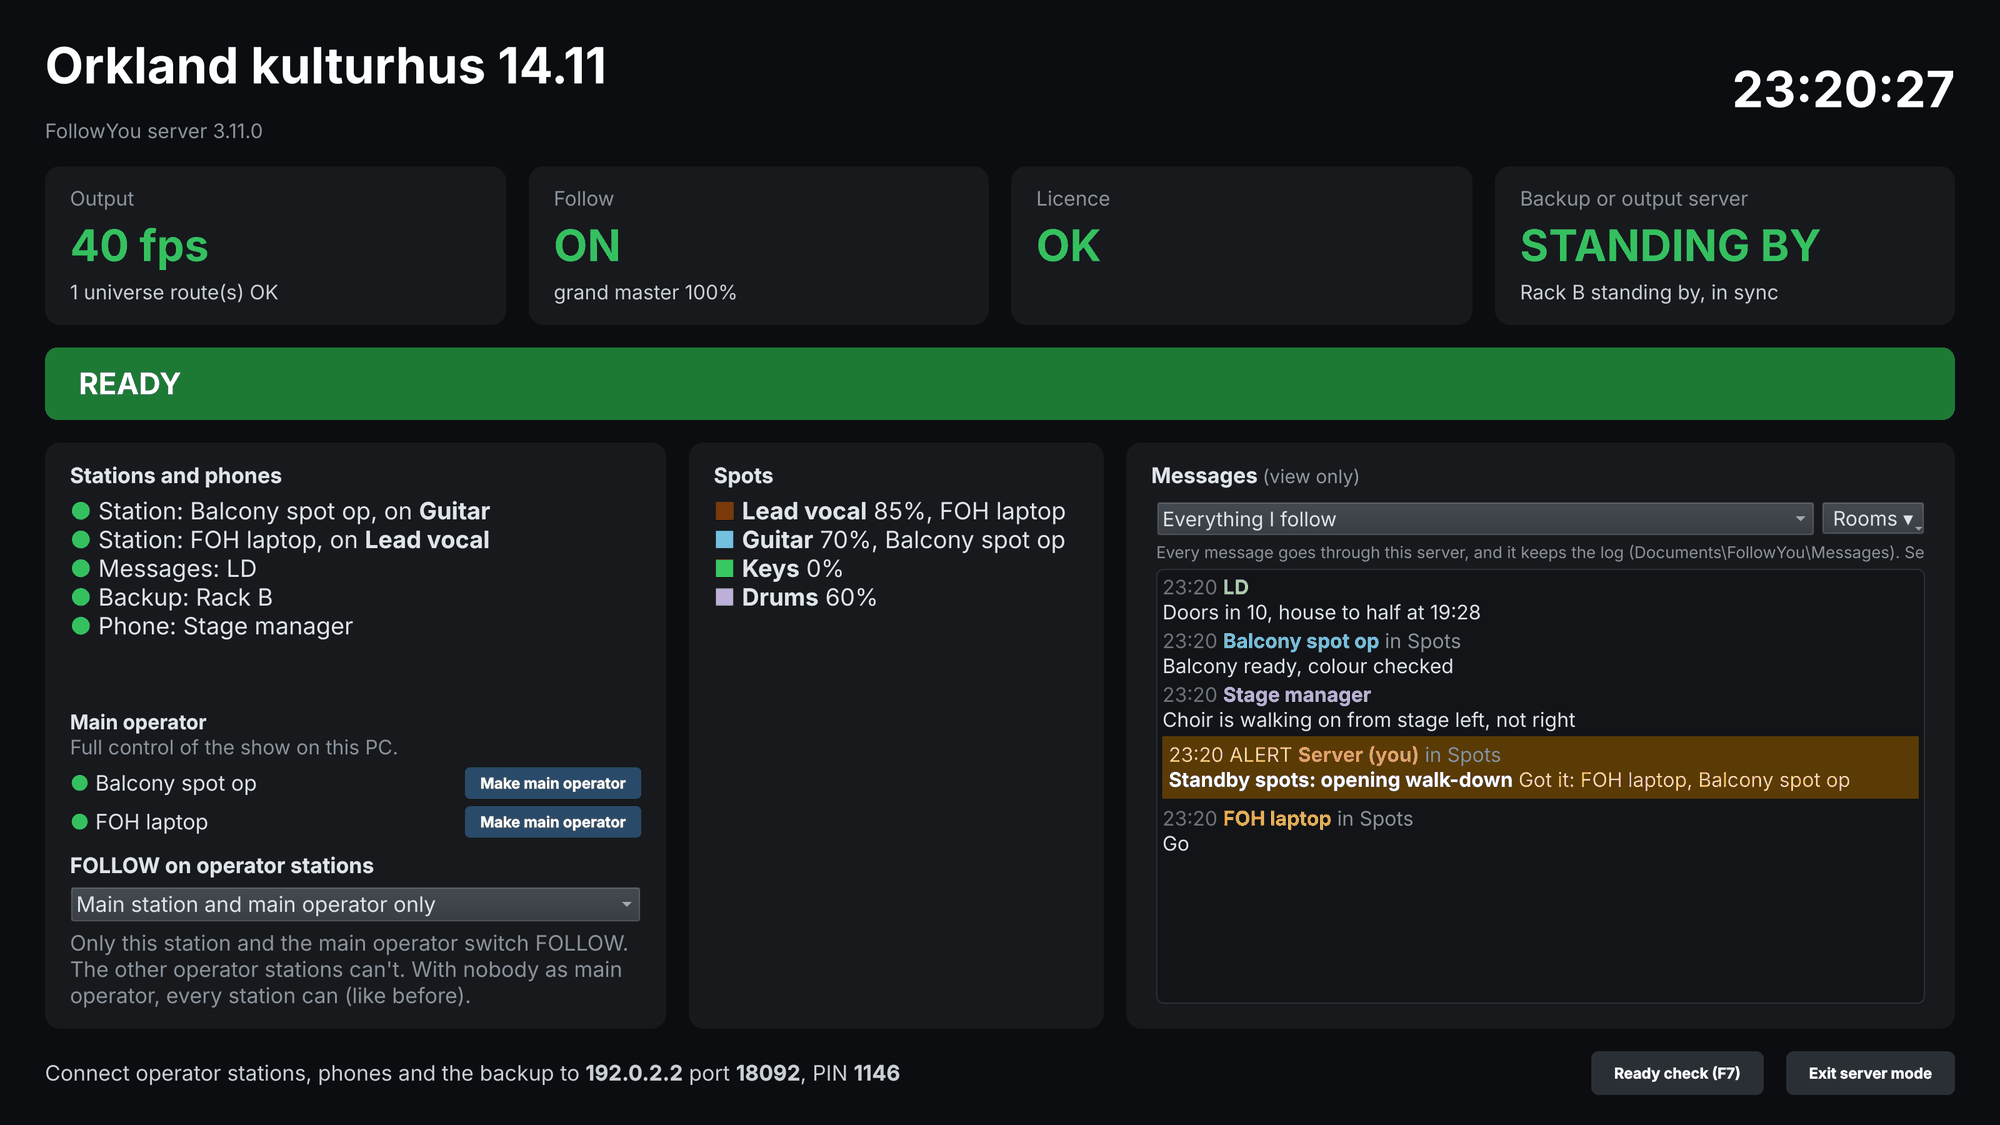 Orkland kulturhus 14.11
23:20:27
FollowYou server 3.11.0
Output
40 fps
1 universe route(s) OK
Follow
ON
grand master 100%
Licence
OK
Backup or output server
STANDING BY
Rack B standing by, in sync
READY
Stations and phones
Station: Balcony spot op, on Guitar
Station: FOH laptop, on Lead vocal
Messages: LD
Backup: Rack B
Phone: Stage manager
Main operator
Full control of the show on this PC.
Balcony spot op
Make main operator
FOH laptop
Make main operator
FOLLOW on operator stations
Main station and main operator only
Only this station and the main operator switch FOLLOW.
The other operator stations can't. With nobody as main
operator, every station can (like before).
Spots
Lead vocal 85%, FOH laptop
Guitar 70%, Balcony spot op
Keys 0%
Drums 60%
Messages (view only)
Everything I follow
Rooms ▾
Every message goes through this server, and it keeps the log (Documents\FollowYou\Messages). Se
23:20 LD
Doors in 10, house to half at 19:28
23:20 Balcony spot op in Spots
Balcony ready, colour checked
23:20 Stage manager
Choir is walking on from stage left, not right
23:20 ALERT Server (you) in Spots
Standby spots: opening walk-down Got it: FOH laptop, Balcony spot op
23:20 FOH laptop in Spots
Go
Connect operator stations, phones and the backup to 192.0.2.2 port 18092, PIN 1146
Ready check (F7)
Exit server mode